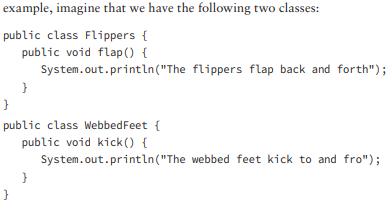 example, imagine that we have the following two classes:
public class Flippers {
   public void flap() {
      System.out.println("The flippers flap back and forth");
   }
}
public class WebbedFeet {
   public void kick() {
      System.out.println("The webbed feet kick to and fro");
   }
}